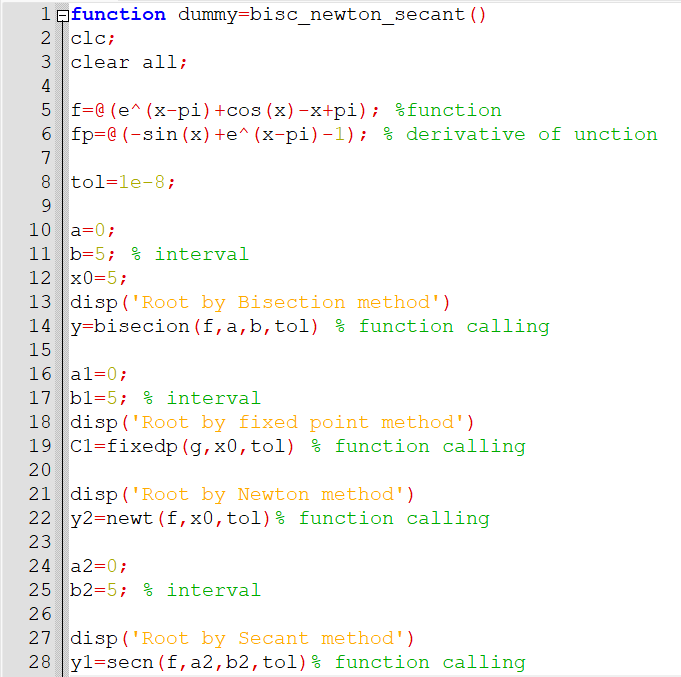 1 function dummy=bisc_newton_secant()
2 clc;
3 clear all;
4
5 f=@(e^(x-pi)+cos(x)-x+pi); %function
6 fp=@(-sin(x)+e^(x-pi)-1); % derivative of unction
7
8 tol=1e-8;
9
10 a=0;
11 b=5; % interval
12 x0=5;
13 disp('Root by Bisection method')
14 y=bisecion(f,a,b,tol) % function calling
15
16 a1=0;
17 b1=5; % interval
18 disp('Root by fixed point method')
19 C1=fixedp(g,x0,tol) % function calling
20
21 disp('Root by Newton method')
22 y2=newt(f,x0,tol)% function calling
23
24 a2=0;
25 b2=5; % interval
26
27 disp('Root by Secant method')
28 y1=secn(f,a2,b2,tol)% function calling